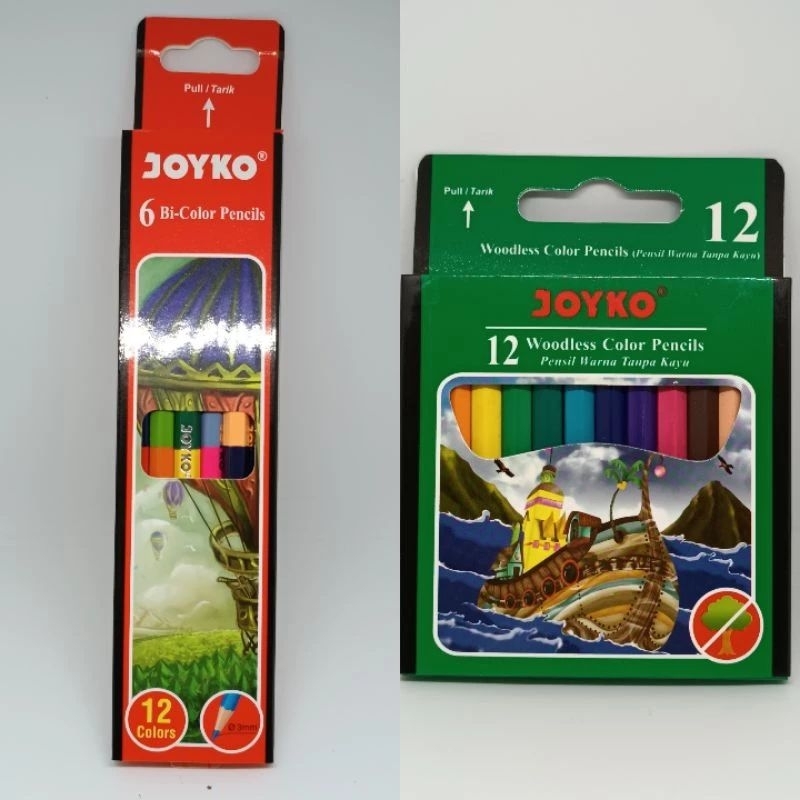 Pull / Tarik
JOYKO®
6 Bi-Color Pencils
JOYKO
12
Colors
Ø 3mm
Pull / Tarik
12
Woodless Color Pencils (Pensil Warna Tanpa Kayu)
JOYKO®
12 Woodless Color Pencils
Pensil Warna Tanpa Kayu